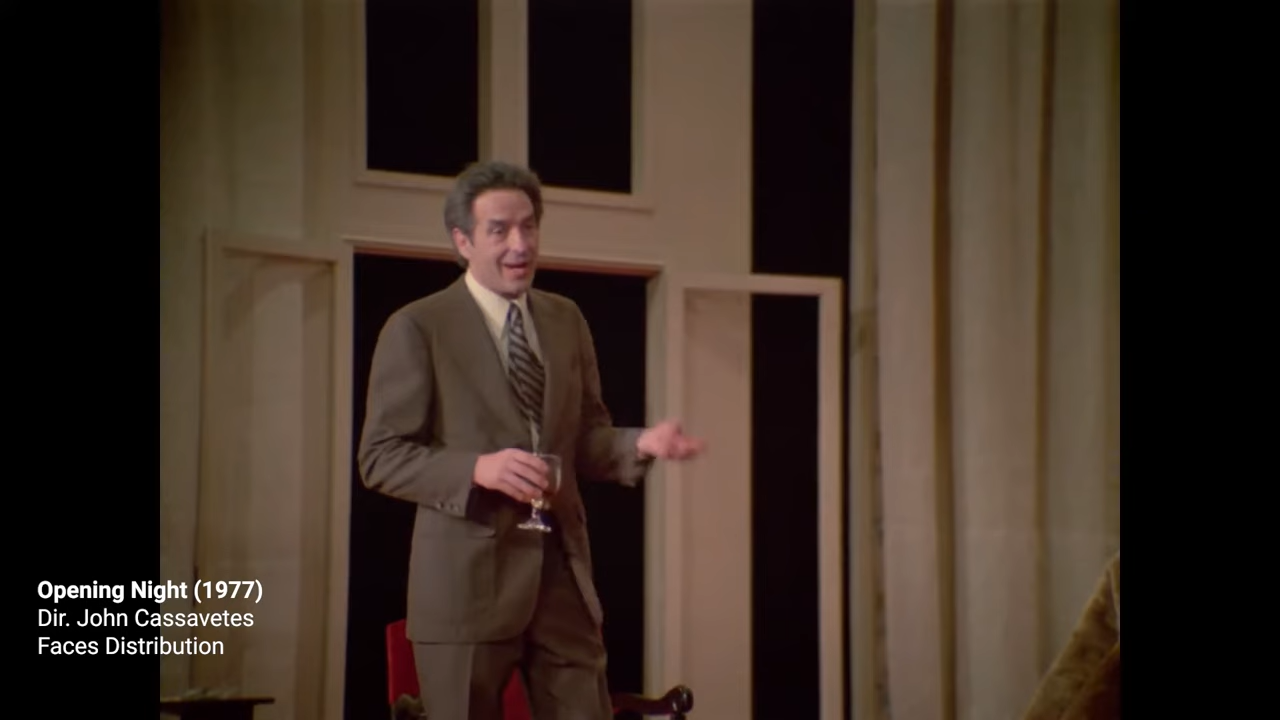 Opening Night (1977)
Dir. John Cassavetes
Faces Distribution